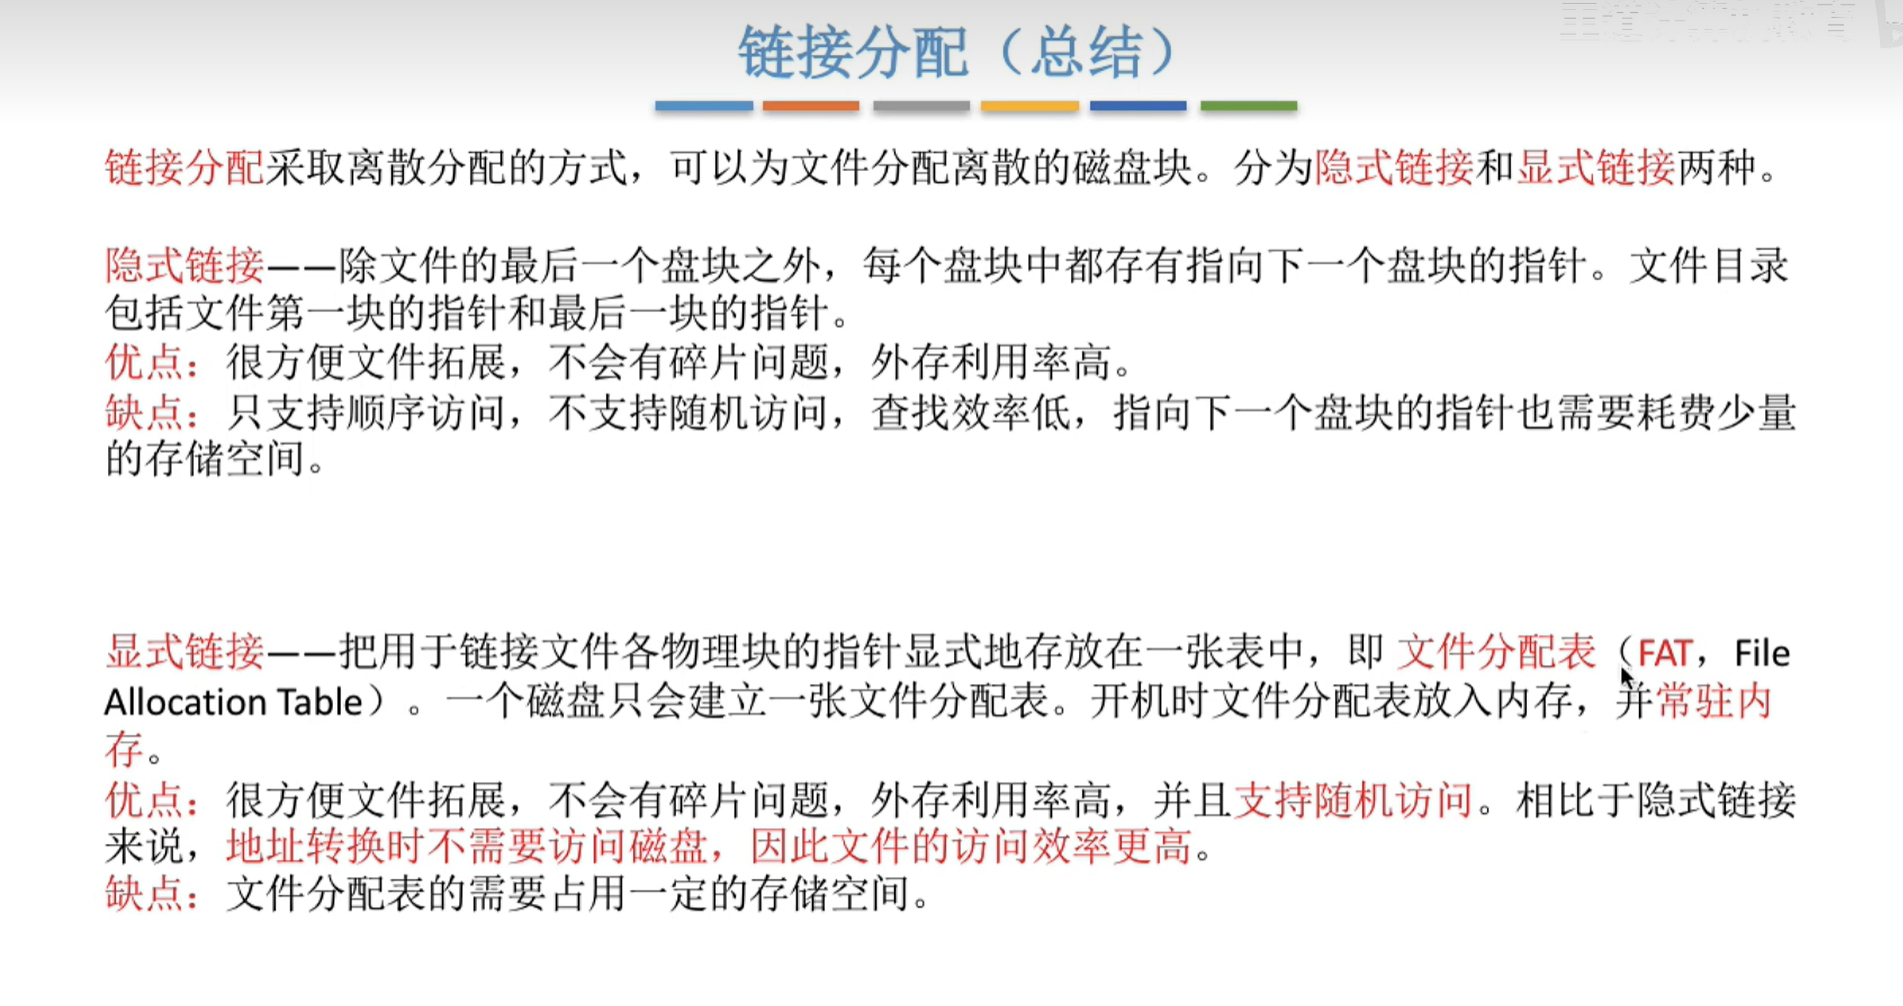 链接分配（总结）
链接分配采取离散分配的方式，可以为文件分配离散的磁盘块。分为隐式链接和显式链接两种。
隐式链接——除文件的最后一个盘块之外，每个盘块中都存有指向下一个盘块的指针。文件目录
包括文件第一块的指针和最后一块的指针。
优点：很方便文件拓展，不会有碎片问题，外存利用率高。
缺点：只支持顺序访问，不支持随机访问，查找效率低，指向下一个盘块的指针也需要耗费少量
的存储空间。
显式链接——把用于链接文件各物理块的指针显式地存放在一张表中，即 文件分配表（FAT，File
Allocation Table）。一个磁盘只会建立一张文件分配表。开机时文件分配表放入内存，并常驻内
存。
优点：很方便文件拓展，不会有碎片问题，外存利用率高，并且支持随机访问。相比于隐式链接
来说，地址转换时不需要访问磁盘，因此文件的访问效率更高。
缺点：文件分配表的需要占用一定的存储空间。